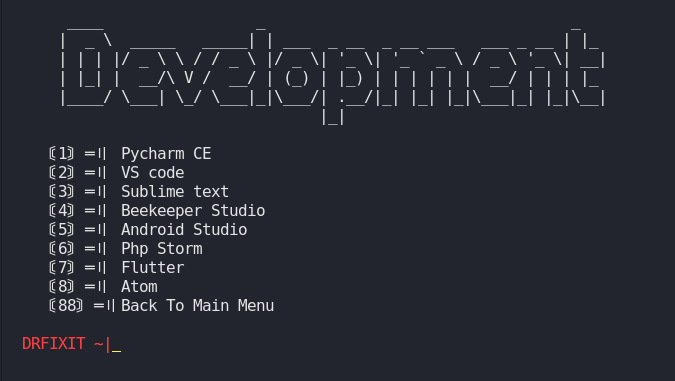 Development
〘1〙=|| Pycharm CE
〘2〙=|| VS code
〘3〙=|| Sublime text
〘4〙=|| Beekeeper Studio
〘5〙=|| Android Studio
〘6〙=|| Php Storm
〘7〙=|| Flutter
〘8〙=|| Atom
〘88〙=||Back To Main Menu
DRFIXIT ~|_